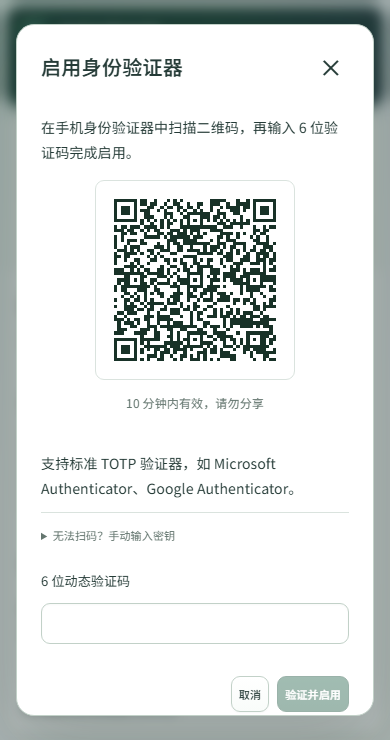 启用身份验证器
在手机身份验证器中扫描二维码，再输入 6 位验
证码完成启用。
10 分钟内有效，请勿分享
支持标准 TOTP 验证器，如 Microsoft
Authenticator、Google Authenticator。
无法扫码？手动输入密钥
6 位动态验证码
取消
验证并启用